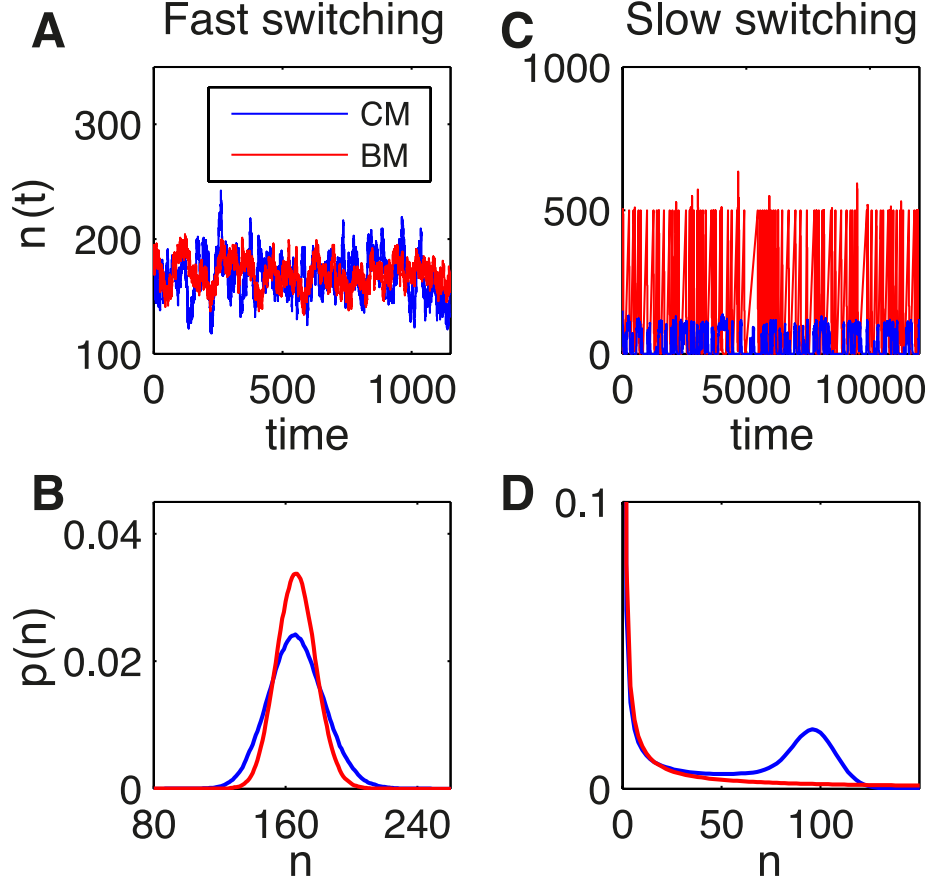 A Fast switching
C Slow switching
300
200
100
n(t)
CM
BM
0 500 1000
time
1000
500
0
0 5000 10000
time
B
0.04
0.02
0
p(n)
80 160 240
n
D
0.1
0
0 50 100
n